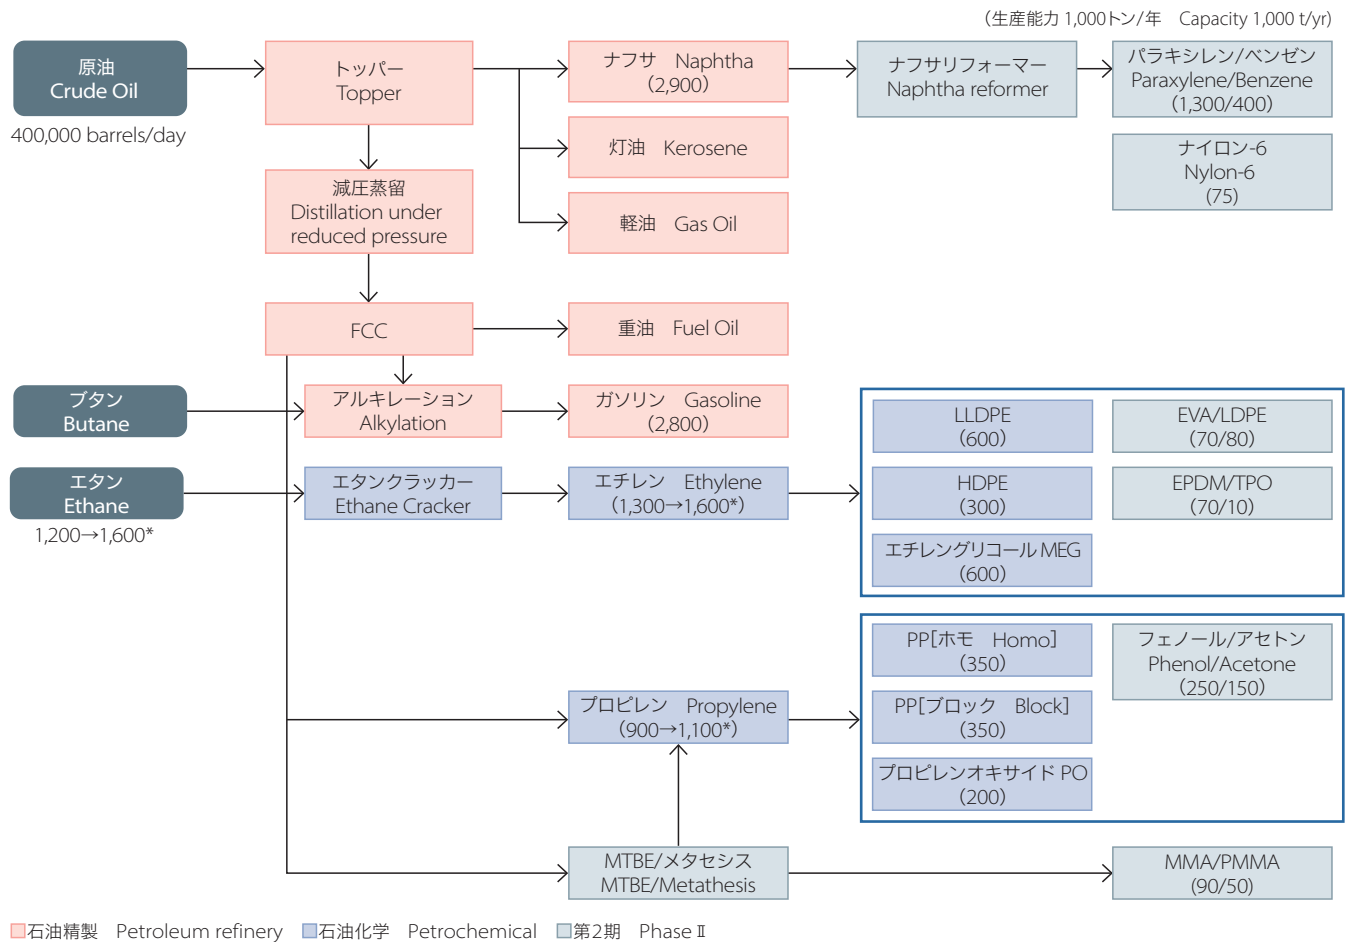 （生産能力 1,000トン/年　Capacity 1,000 t/yr)
原油
Crude Oil
400,000 barrels/day
トッパー
Topper
ナフサ　Naphtha
（2,900）
ナフサリフォーマー
Naphtha reformer
パラキシレン/ベンゼン
Paraxylene/Benzene
（1,300/400）
灯油　Kerosene
ナイロン-6
Nylon-6
（75）
減圧蒸留
Distillation under
reduced pressure
軽油　Gas Oil
FCC
重油　Fuel Oil
ブタン
Butane
アルキレーション
Alkylation
ガソリン　Gasoline
（2,800）
LLDPE
（600）
EVA/LDPE
（70/80）
エタン
Ethane
1,200→1,600*
エタンクラッカー
Ethane Cracker
エチレン　Ethylene
（1,300→1,600*）
HDPE
（300）
EPDM/TPO
（70/10）
エチレングリコール MEG
（600）
PP[ホモ　Homo]
（350）
フェノール/アセトン
Phenol/Acetone
（250/150）
プロピレン　Propylene
（900→1,100*）
PP[ブロック　Block]
（350）
プロピレンオキサイド PO
（200）
MTBE/メタセシス
MTBE/Metathesis
MMA/PMMA
（90/50）
石油精製　Petroleum refinery　石油化学　Petrochemical　第2期　Phase Ⅱ